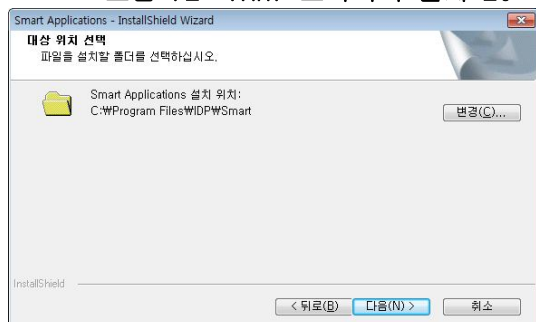 Smart Applications - InstallShield Wizard
대상 위치 선택
파일을 설치할 폴더를 선택하십시오.
Smart Applications 설치 위치:
C:₩Program Files₩IDP₩Smart
변경(C)...
InstallShield
< 뒤로(B)
다음(N) >
취소